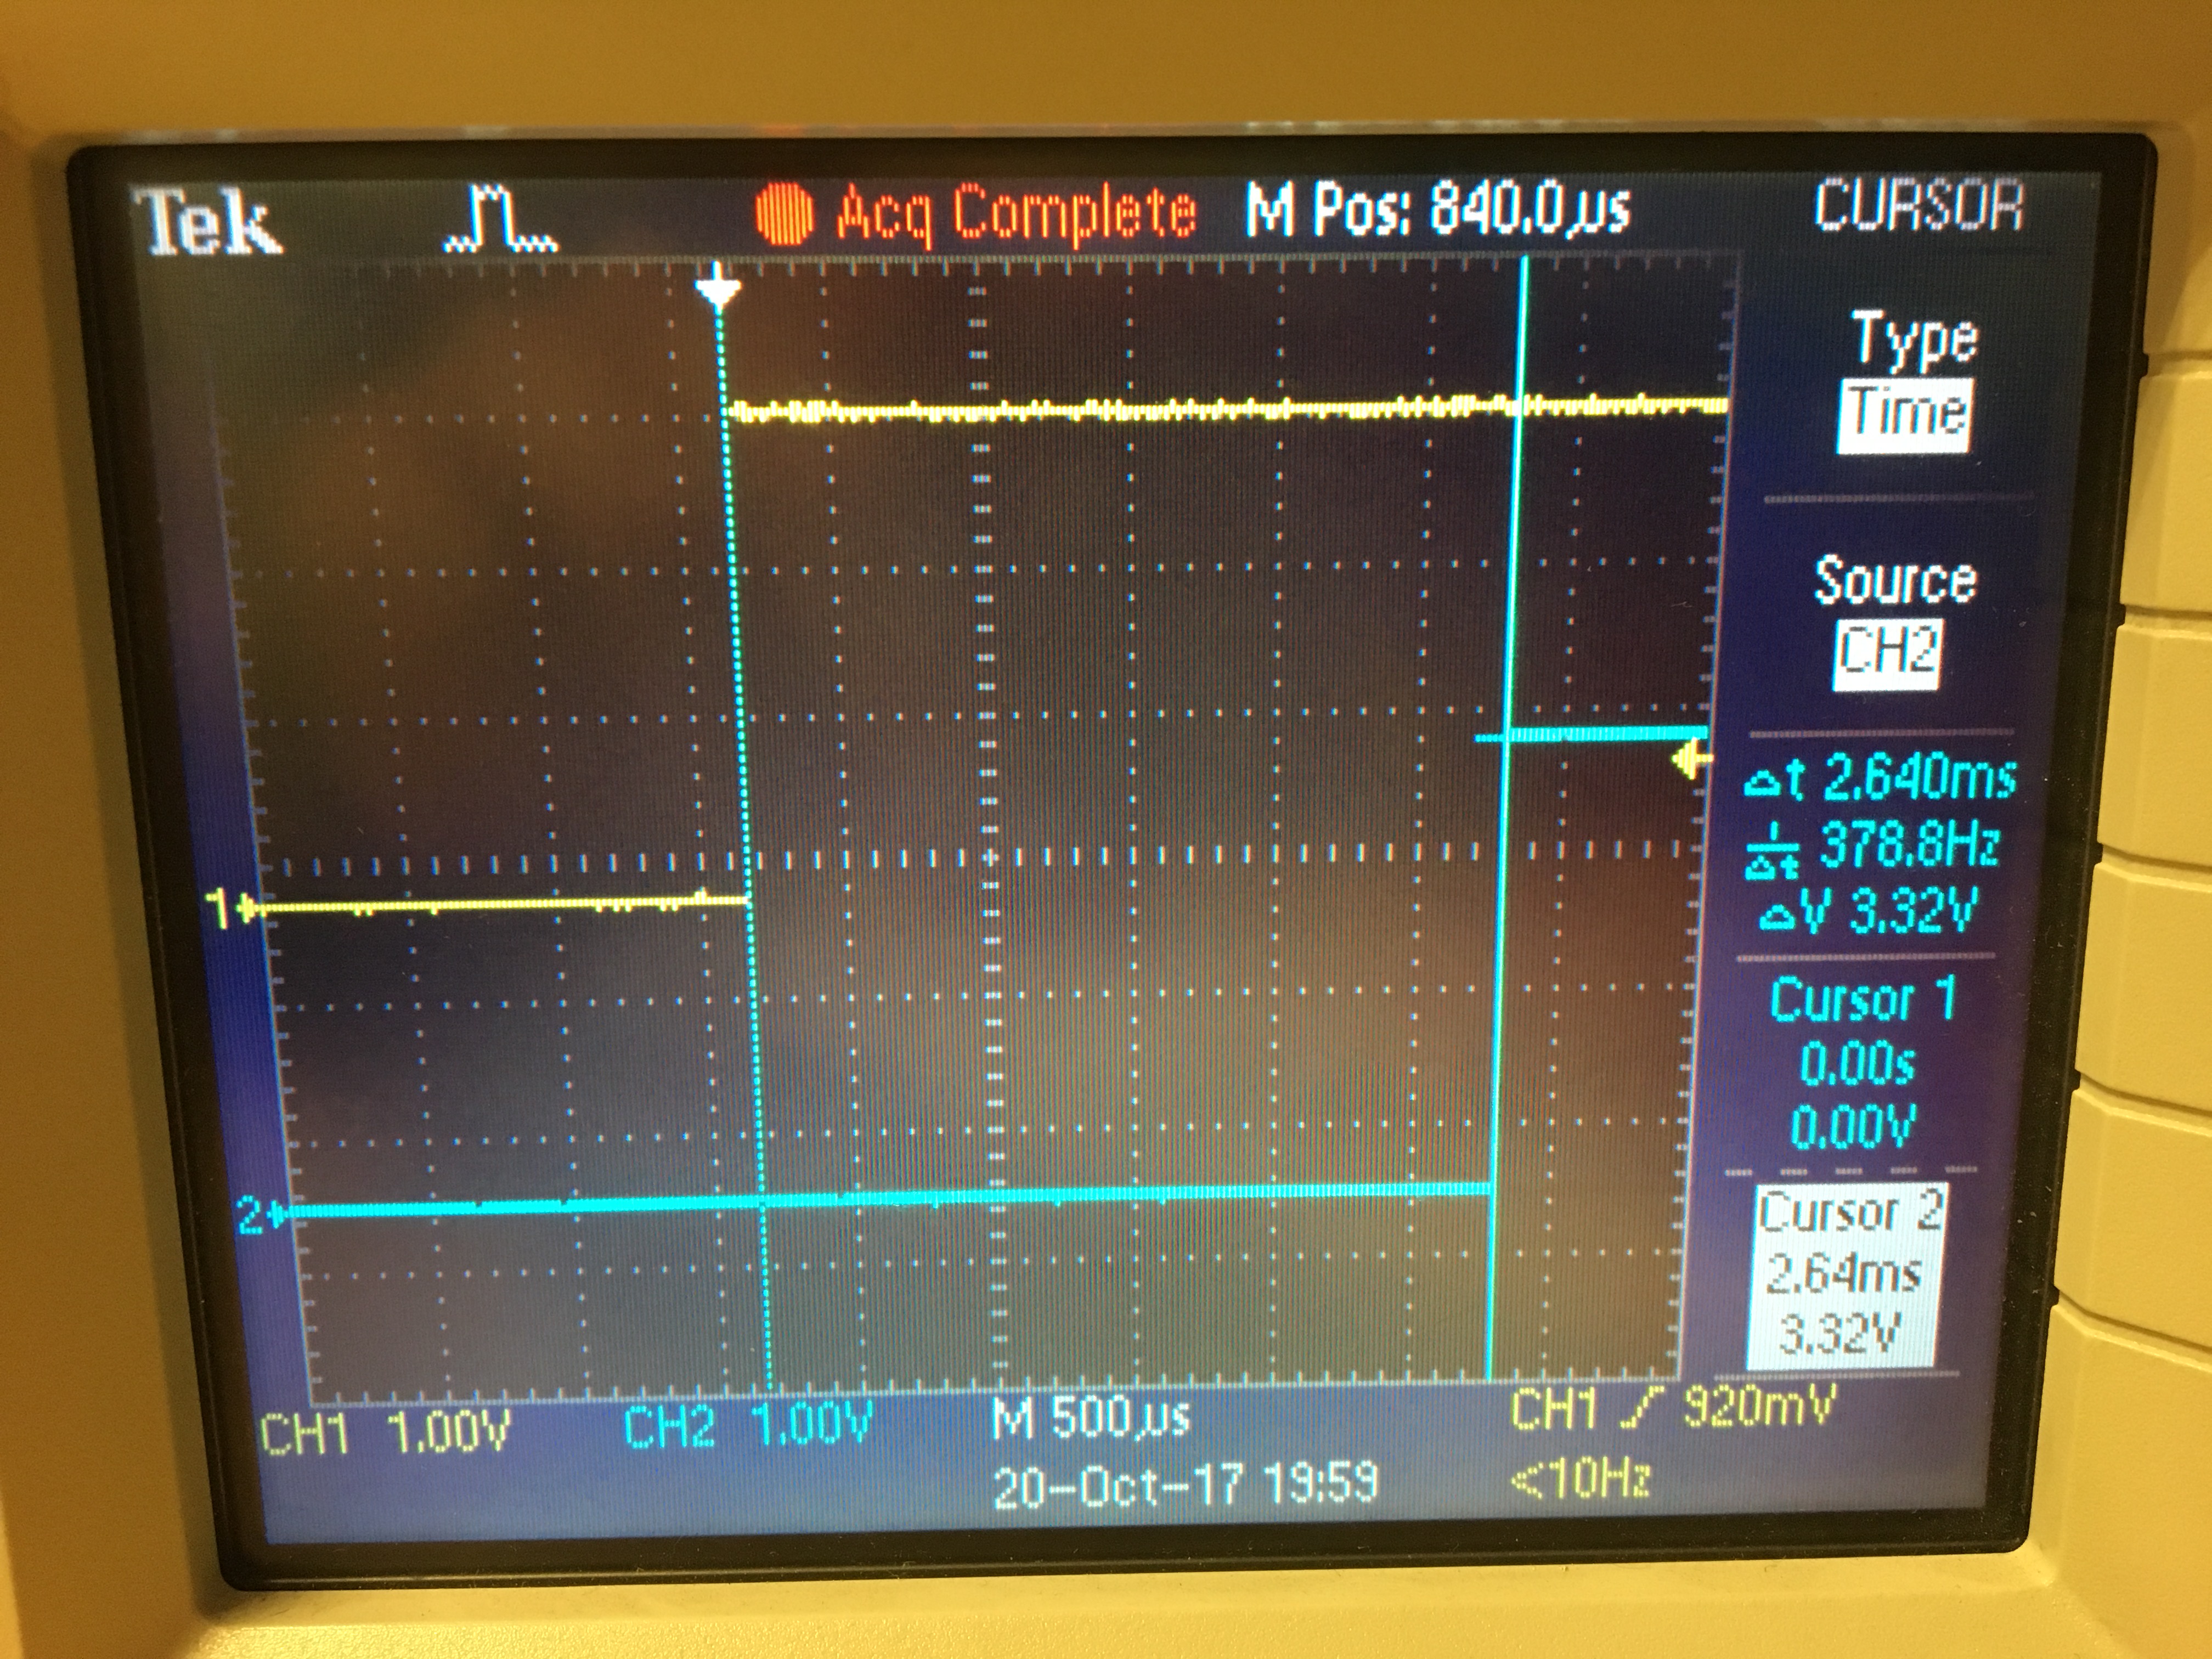 Tek Acq Complete M Pos: 840.0µs CURSOR
Type
Time
Source
CH2
Δt 2.640ms
1/Δt 378.8Hz
ΔV 3.32V
1
Cursor 1
0.00s
0.00V
2
Cursor 2
2.64ms
3.32V
CH1 1.00V CH2 1.00V M 500µs CH1 920mV
20-Oct-17 19:59 <10Hz